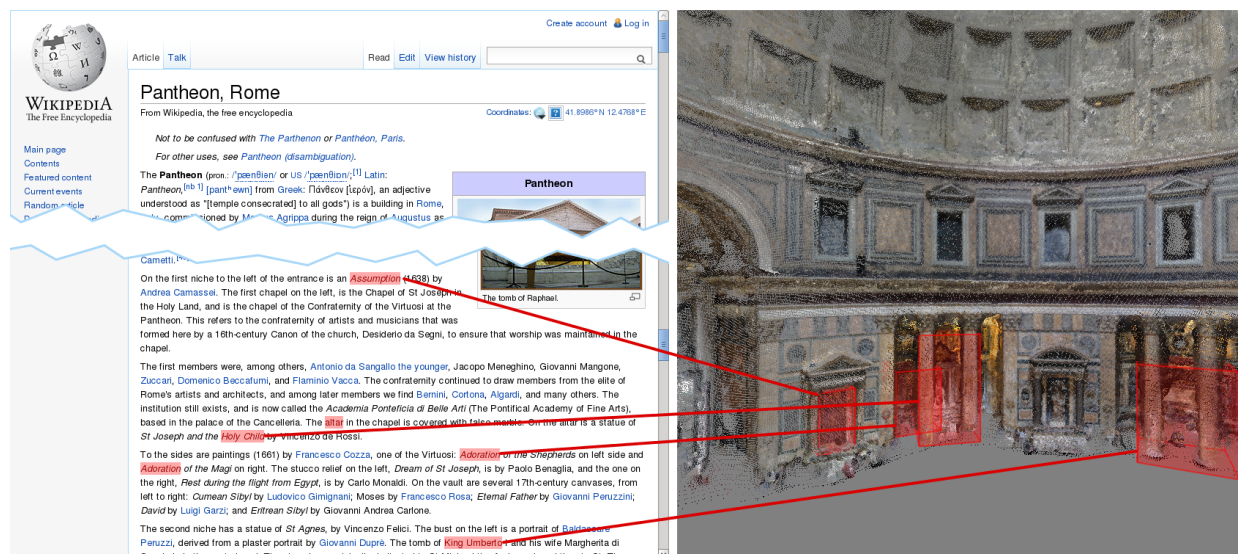 Create account Log in
WIKIPEDIA
The Free Encyclopedia
Main page
Contents
Featured content
Current events
Random article
Article Talk Read Edit View history
Pantheon, Rome
From Wikipedia, the free encyclopedia
Coordinates: 41.8986°N 12.4768°E
Not to be confused with The Parthenon or Panthéon, Paris.
For other uses, see Pantheon (disambiguation).
The Pantheon (pron.: /ˈpænθiən/ or US /ˈpænθiɒn/;[1] Latin:
Pantheon,[nb 1] [pantʰewn] from Greek: Πάνθεον [ἱερόν], an adjective
understood as "[temple consecrated] to all gods") is a building in Rome,
commissioned by Marcus Agrippa during the reign of Augustus as
Pantheon
The tomb of Raphael.
Cametti.
On the first niche to the left of the entrance is an Assumption (1638) by
Andrea Camassei. The first chapel on the left, is the Chapel of St Joseph in
the Holy Land, and is the chapel of the Confraternity of the Virtuosi at the
Pantheon. This refers to the confraternity of artists and musicians that was
formed here by a 16th-century Canon of the church, Desiderio da Segni, to ensure that worship was maintained in the
chapel.
The first members were, among others, Antonio da Sangallo the younger, Jacopo Meneghino, Giovanni Mangone,
Zuccari, Domenico Beccafumi, and Flaminio Vacca. The confraternity continued to draw members from the elite of
Rome's artists and architects, and among later members we find Bernini, Cortona, Algardi, and many others. The
institution still exists, and is now called the Academia Ponteficia di Belle Arti (The Pontifical Academy of Fine Arts),
based in the palace of the Cancelleria. The altar in the chapel is covered with false marble. On the altar is a statue of
St Joseph and the Holy Child by Vincenzo de Rossi.
To the sides are paintings (1661) by Francesco Cozza, one of the Virtuosi: Adoration of the Shepherds on left side and
Adoration of the Magi on right. The stucco relief on the left, Dream of St Joseph, is by Paolo Benaglia, and the one on
the right, Rest during the flight from Egypt, is by Carlo Monaldi. On the vault are several 17th-century canvases, from
left to right: Cumean Sibyl by Ludovico Gimignani; Moses by Francesco Rosa; Eternal Father by Giovanni Peruzzini;
David by Luigi Garzi; and Eritrean Sibyl by Giovanni Andrea Carlone.
The second niche has a statue of St Agnes, by Vincenzo Felici. The bust on the left is a portrait of Baldassare
Peruzzi, derived from a plaster portrait by Giovanni Duprè. The tomb of King Umberto I and his wife Margherita di